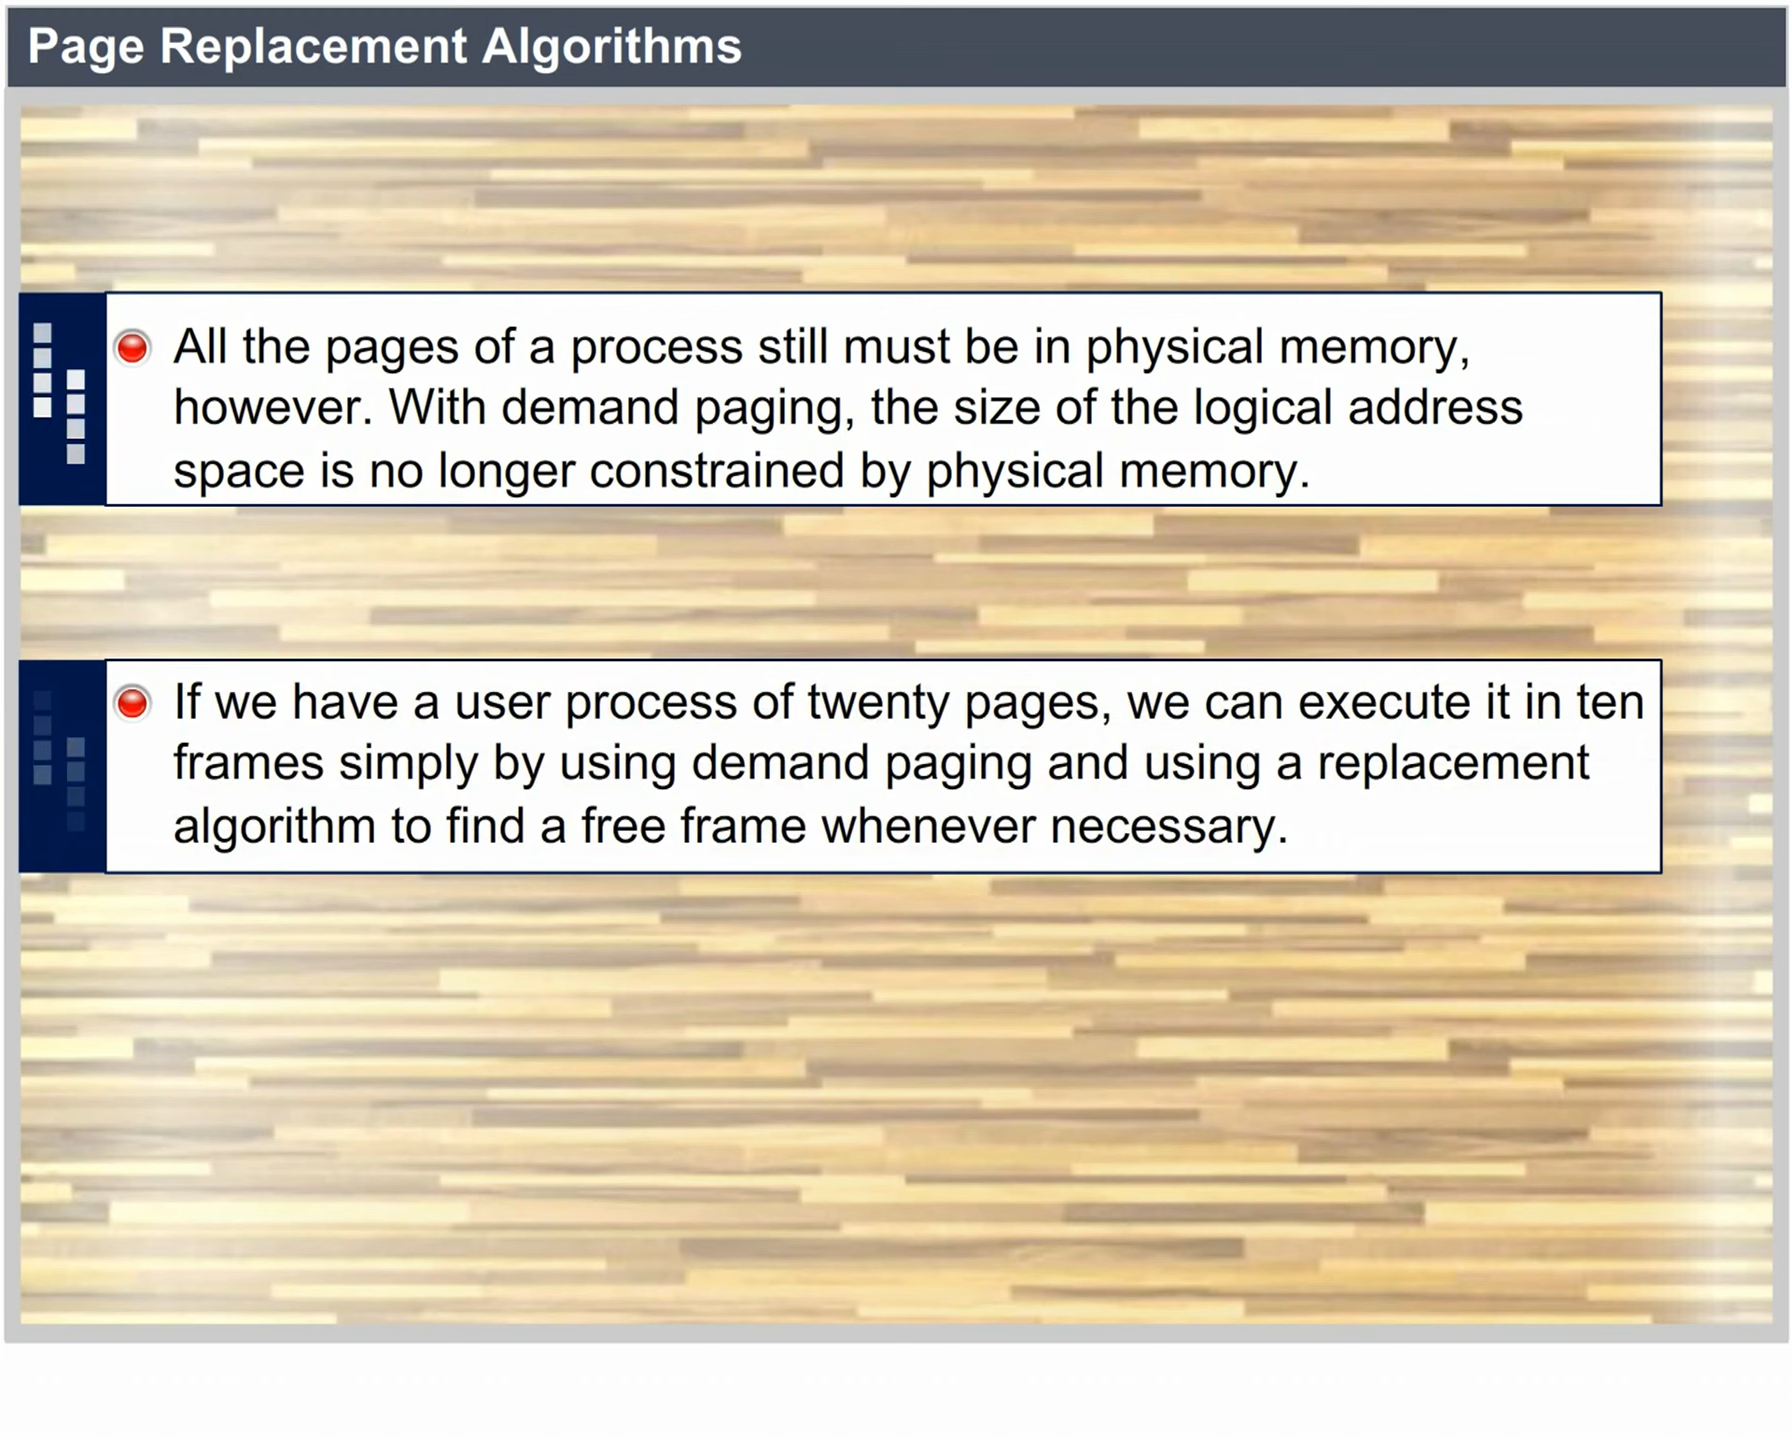 Page Replacement Algorithms
All the pages of a process still must be in physical memory,
however. With demand paging, the size of the logical address
space is no longer constrained by physical memory.
If we have a user process of twenty pages, we can execute it in ten
frames simply by using demand paging and using a replacement
algorithm to find a free frame whenever necessary.